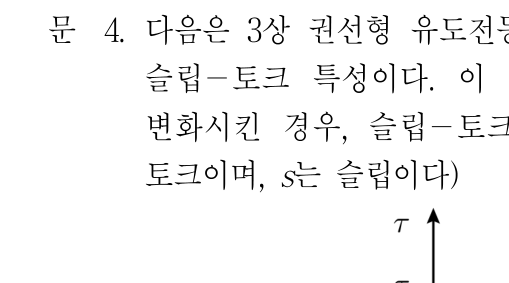 문 4. 다음은 3상 권선형 유도전
슬립-토크 특성이다. 이
변화시킨 경우, 슬립-토크
토크이며, s는 슬립이다)
τ